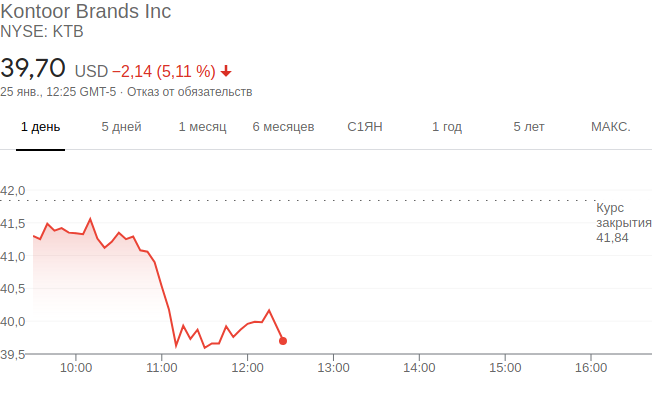 Kontoor Brands Inc
NYSE: KTB
39,70 USD −2,14 (5,11 %)
25 янв., 12:25 GMT-5 · Отказ от обязательств
1 день 5 дней 1 месяц 6 месяцев С1ЯН 1 год 5 лет МАКС.
42,0
Курс
закрытия
41,84
41,5
41,0
40,5
40,0
39,5
10:00 11:00 12:00 13:00 14:00 15:00 16:00